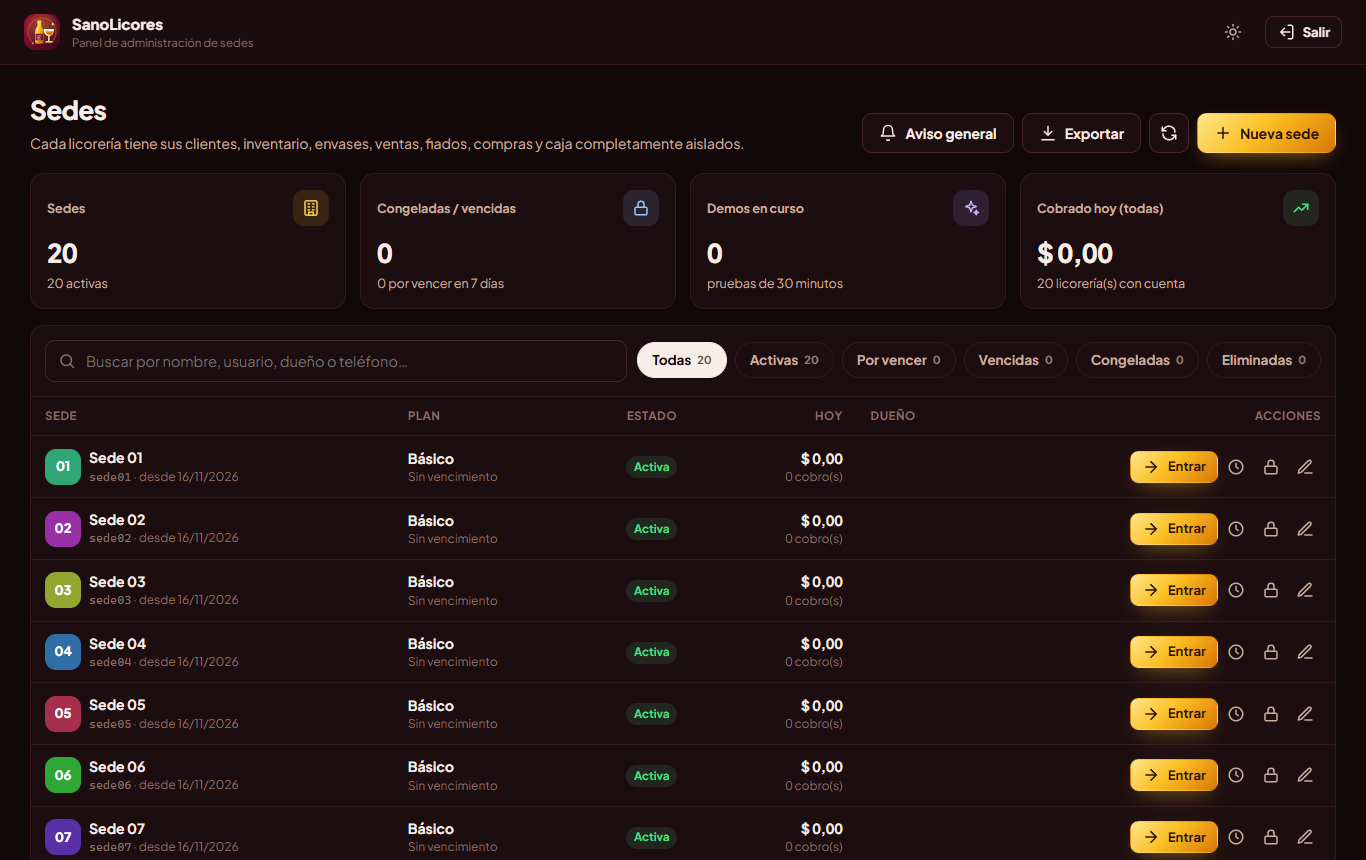 SanoLicores
Panel de administración de sedes
Salir
Sedes
Cada licorería tiene sus clientes, inventario, envases, ventas, fiados, compras y caja completamente aislados.
Aviso general
Exportar
Nueva sede
Sedes
20
20 activas
Congeladas / vencidas
0
0 por vencer en 7 días
Demos en curso
0
pruebas de 30 minutos
Cobrado hoy (todas)
$ 0,00
20 licorería(s) con cuenta
Buscar por nombre, usuario, dueño o teléfono...
Todas 20
Activas 20
Por vencer 0
Vencidas 0
Congeladas 0
Eliminadas 0
SEDE PLAN ESTADO HOY DUEÑO ACCIONES
01 Sede 01 Básico Activa $ 0,00 Entrar
sede01 · desde 16/11/2026 Sin vencimiento 0 cobro(s)
02 Sede 02 Básico Activa $ 0,00 Entrar
sede02 · desde 16/11/2026 Sin vencimiento 0 cobro(s)
03 Sede 03 Básico Activa $ 0,00 Entrar
sede03 · desde 16/11/2026 Sin vencimiento 0 cobro(s)
04 Sede 04 Básico Activa $ 0,00 Entrar
sede04 · desde 16/11/2026 Sin vencimiento 0 cobro(s)
05 Sede 05 Básico Activa $ 0,00 Entrar
sede05 · desde 16/11/2026 Sin vencimiento 0 cobro(s)
06 Sede 06 Básico Activa $ 0,00 Entrar
sede06 · desde 16/11/2026 Sin vencimiento 0 cobro(s)
07 Sede 07 Básico Activa $ 0,00 Entrar
sede07 · desde 16/11/2026 Sin vencimiento 0 cobro(s)